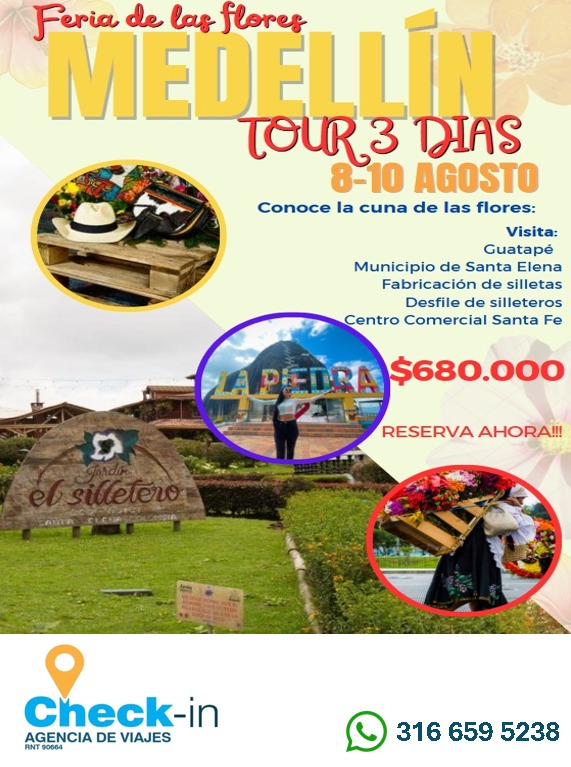 Feria de las flores
MEDELLÍN
TOUR 3 DIAS
8-10 AGOSTO
Conoce la cuna de las flores:
Visita:
Guatapé
Municipio de Santa Elena
Fabricación de silletas
Desfile de silleteros
Centro Comercial Santa Fe
LA PIEDRA
$680.000
RESERVA AHORA!!!
Jardín
el silletero
Check-in
AGENCIA DE VIAJES
RNT 90664
316 659 5238